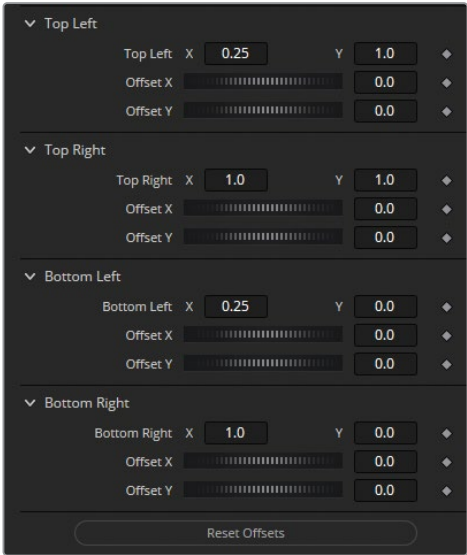 Top Left
Top Left X 0.25 Y 1.0
Offset X 0.0
Offset Y 0.0
Top Right
Top Right X 1.0 Y 1.0
Offset X 0.0
Offset Y 0.0
Bottom Left
Bottom Left X 0.25 Y 0.0
Offset X 0.0
Offset Y 0.0
Bottom Right
Bottom Right X 1.0 Y 0.0
Offset X 0.0
Offset Y 0.0
Reset Offsets